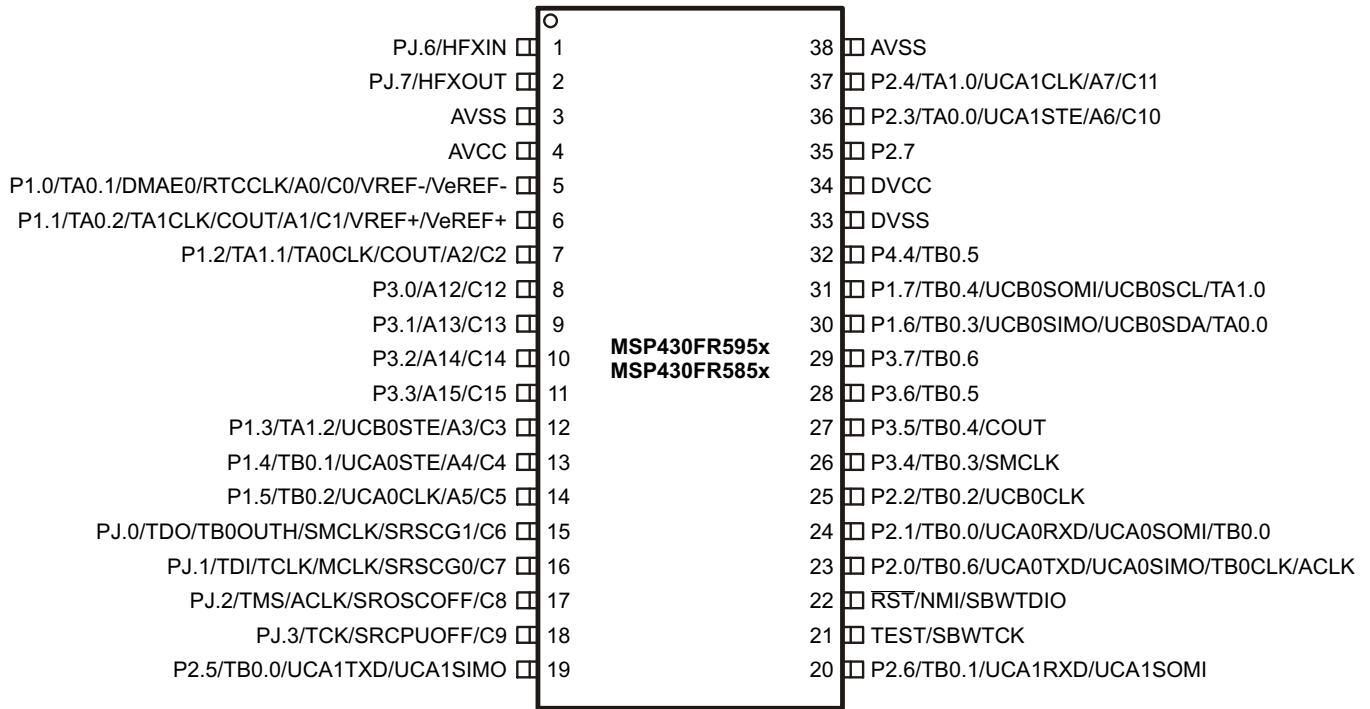 PJ.6/HFXIN 1 38 AVSS
PJ.7/HFXOUT 2 37 P2.4/TA1.0/UCA1CLK/A7/C11
AVSS 3 36 P2.3/TA0.0/UCA1STE/A6/C10
AVCC 4 35 P2.7
P1.0/TA0.1/DMAE0/RTCCLK/A0/C0/VREF-/VeREF- 5 34 DVCC
P1.1/TA0.2/TA1CLK/COUT/A1/C1/VREF+/VeREF+ 6 33 DVSS
P1.2/TA1.1/TA0CLK/COUT/A2/C2 7 32 P4.4/TB0.5
P3.0/A12/C12 8 31 P1.7/TB0.4/UCB0SOMI/UCB0SCL/TA1.0
P3.1/A13/C13 9 30 P1.6/TB0.3/UCB0SIMO/UCB0SDA/TA0.0
MSP430FR595x
P3.2/A14/C14 10 29 P3.7/TB0.6
MSP430FR585x
P3.3/A15/C15 11 28 P3.6/TB0.5
P1.3/TA1.2/UCB0STE/A3/C3 12 27 P3.5/TB0.4/COUT
P1.4/TB0.1/UCA0STE/A4/C4 13 26 P3.4/TB0.3/SMCLK
P1.5/TB0.2/UCA0CLK/A5/C5 14 25 P2.2/TB0.2/UCB0CLK
PJ.0/TDO/TB0OUTH/SMCLK/SRSCG1/C6 15 24 P2.1/TB0.0/UCA0RXD/UCA0SOMI/TB0.0
PJ.1/TDI/TCLK/MCLK/SRSCG0/C7 16 23 P2.0/TB0.6/UCA0TXD/UCA0SIMO/TB0CLK/ACLK
PJ.2/TMS/ACLK/SROSCOFF/C8 17 22 RST/NMI/SBWTDIO
PJ.3/TCK/SRCPUOFF/C9 18 21 TEST/SBWTCK
P2.5/TB0.0/UCA1TXD/UCA1SIMO 19 20 P2.6/TB0.1/UCA1RXD/UCA1SOMI